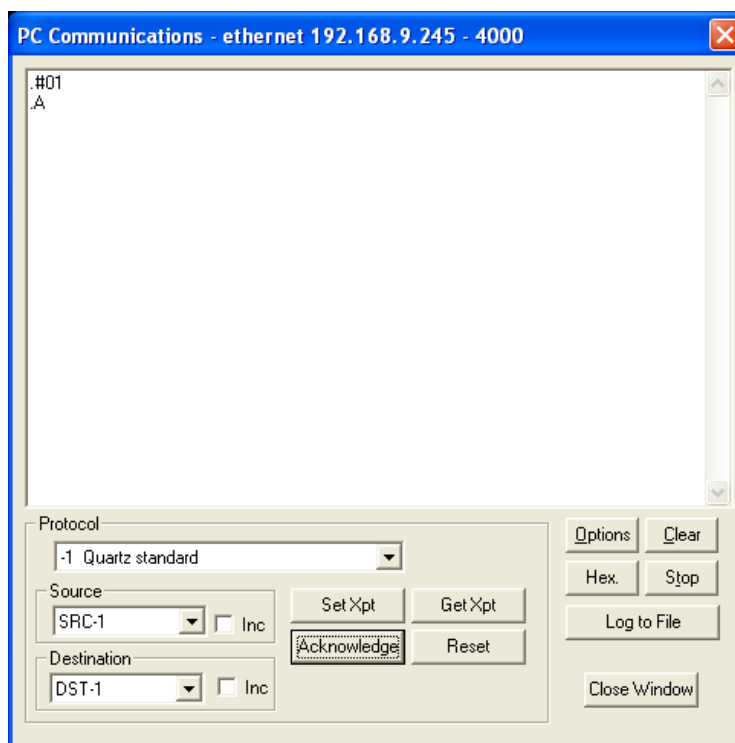 PC Communications - ethernet 192.168.9.245 - 4000
.#01
.A
Protocol
-1 Quartz standard
Source
SRC-1
Inc
Destination
DST-1
Inc
Set Xpt
Get Xpt
Acknowledge
Reset
Options
Clear
Hex.
Stop
Log to File
Close Window